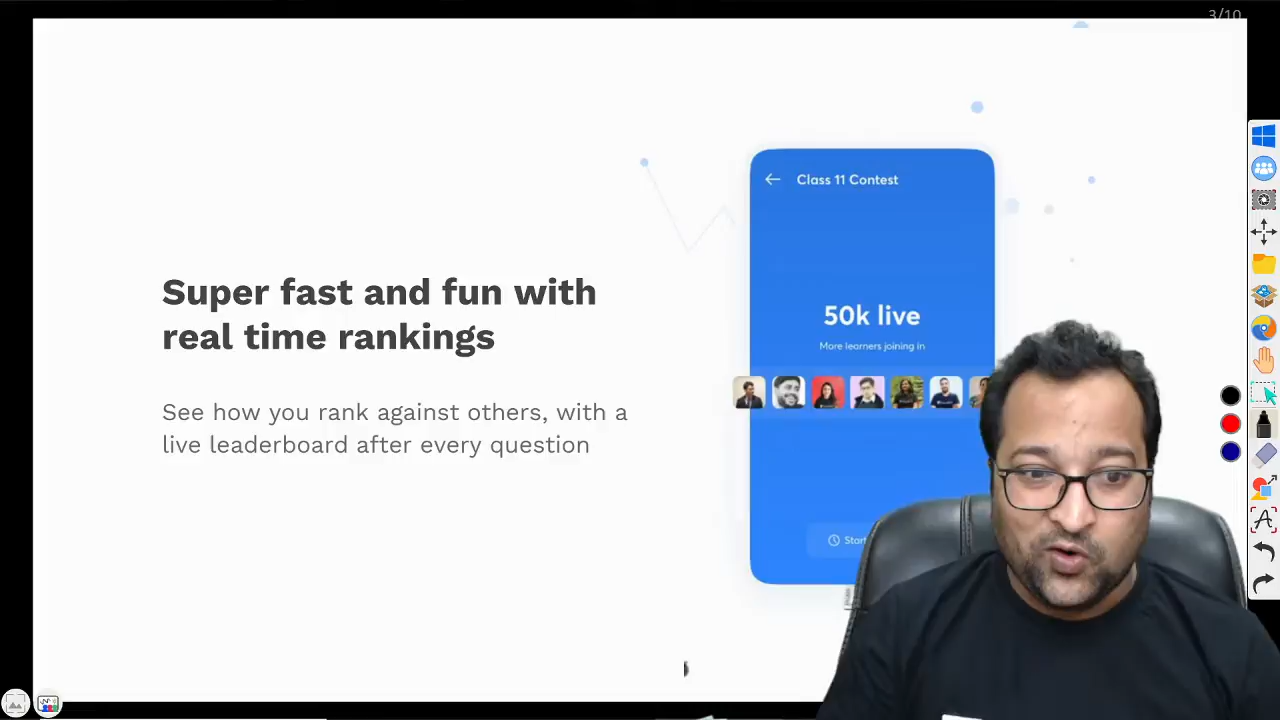 3/10
Class 11 Contest
Super fast and fun with
real time rankings
50k live
More learners joining in
See how you rank against others, with a
live leaderboard after every question